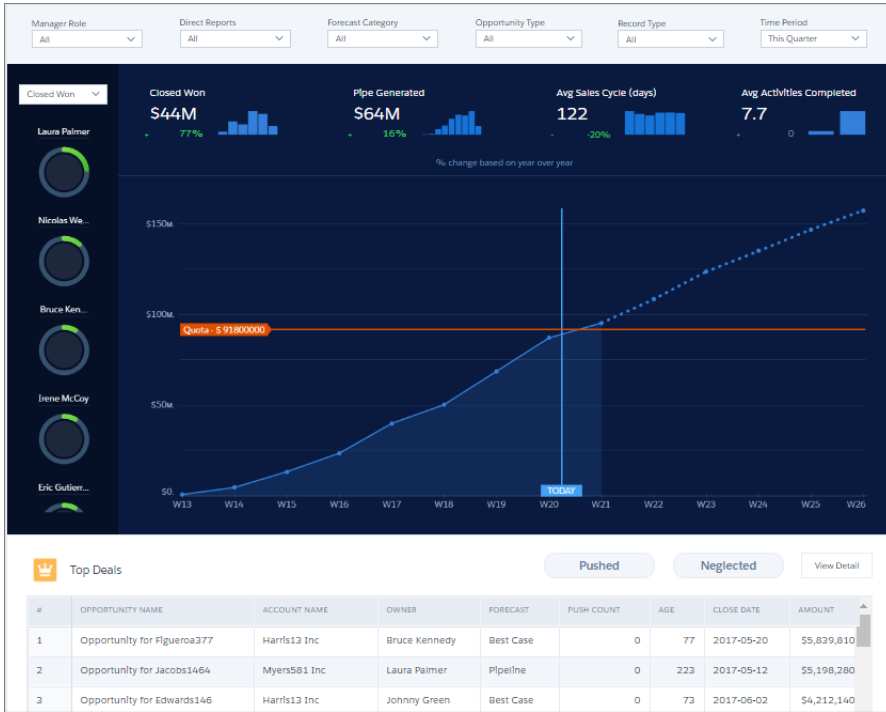 Manager Role Direct Reports Forecast Category Opportunity Type Record Type Time Period
All All All All All This Quarter
Closed Won
Laura Palmer
Nicolas We...
Bruce Ken...
Irene McCoy
Eric Gutierr...
Closed Won Pipe Generated Avg Sales Cycle (days) Avg Activities Completed
$44M $64M 122 7.7
77% 16% -20% 0
% change based on year over year
$150M.
$100M.
Quota - $ 91800000
$50M.
$0.
TODAY
W13 W14 W15 W16 W17 W18 W19 W20 W21 W22 W23 W24 W25 W26
Top Deals Pushed Neglected View Detail
# OPPORTUNITY NAME ACCOUNT NAME OWNER FORECAST PUSH COUNT AGE CLOSE DATE AMOUNT
1 Opportunity for Figueroa377 Harris13 Inc Bruce Kennedy Best Case 0 77 2017-05-20 $5,839,810
2 Opportunity for Jacobs1464 Myers581 Inc Laura Palmer Pipeline 0 223 2017-05-12 $5,198,280
3 Opportunity for Edwards146 Harris13 Inc Johnny Green Best Case 0 73 2017-06-02 $4,212,140